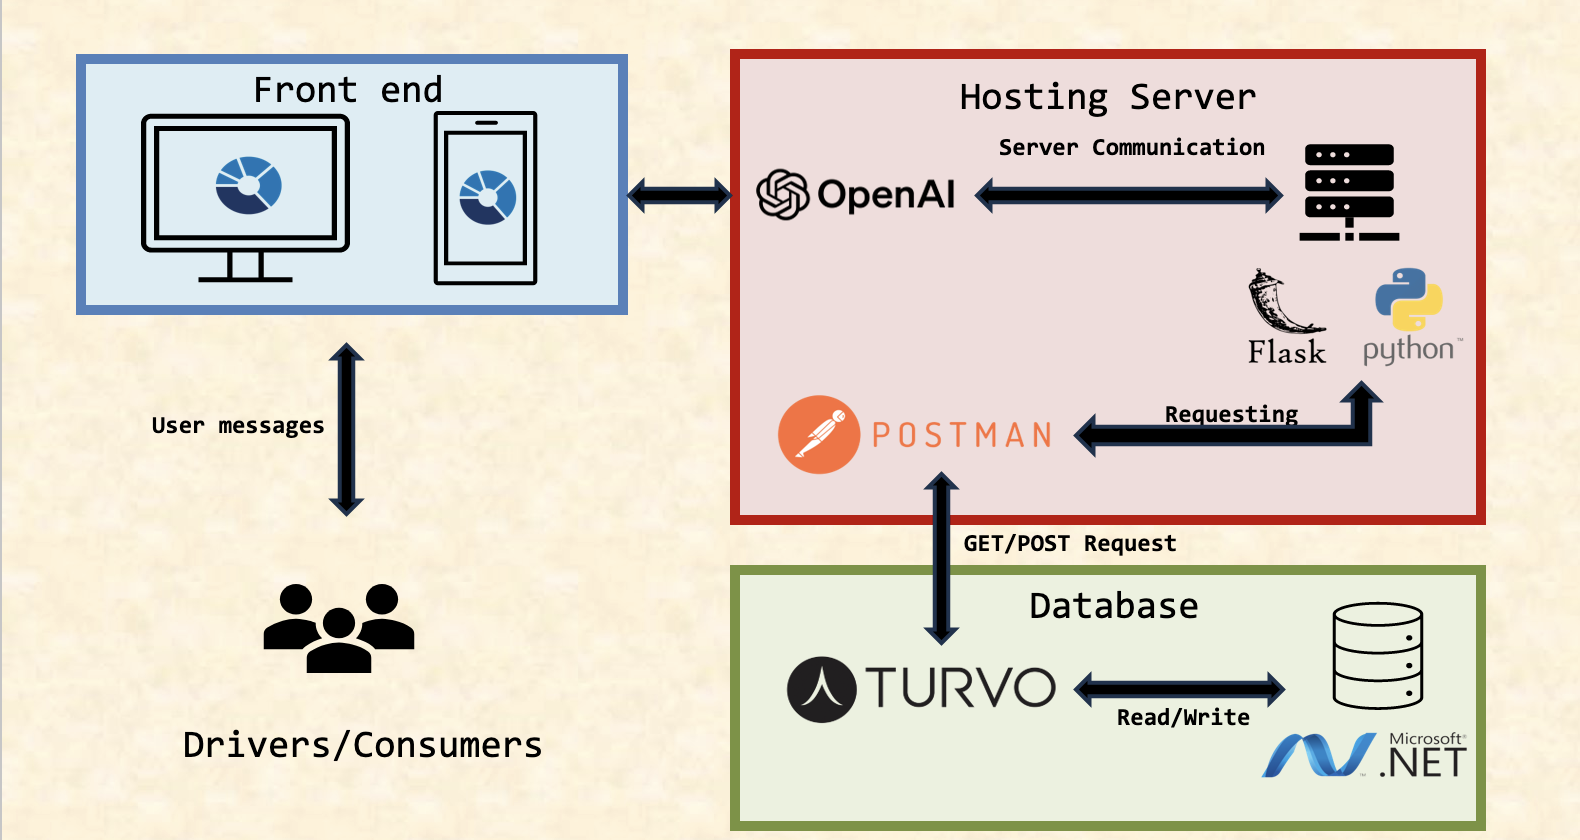 Front end
Hosting Server
Server Communication
OpenAI
Flask
python™
User messages
Requesting
POSTMAN
GET/POST Request
Database
TURVO
Read/Write
Drivers/Consumers
Microsoft®
.NET